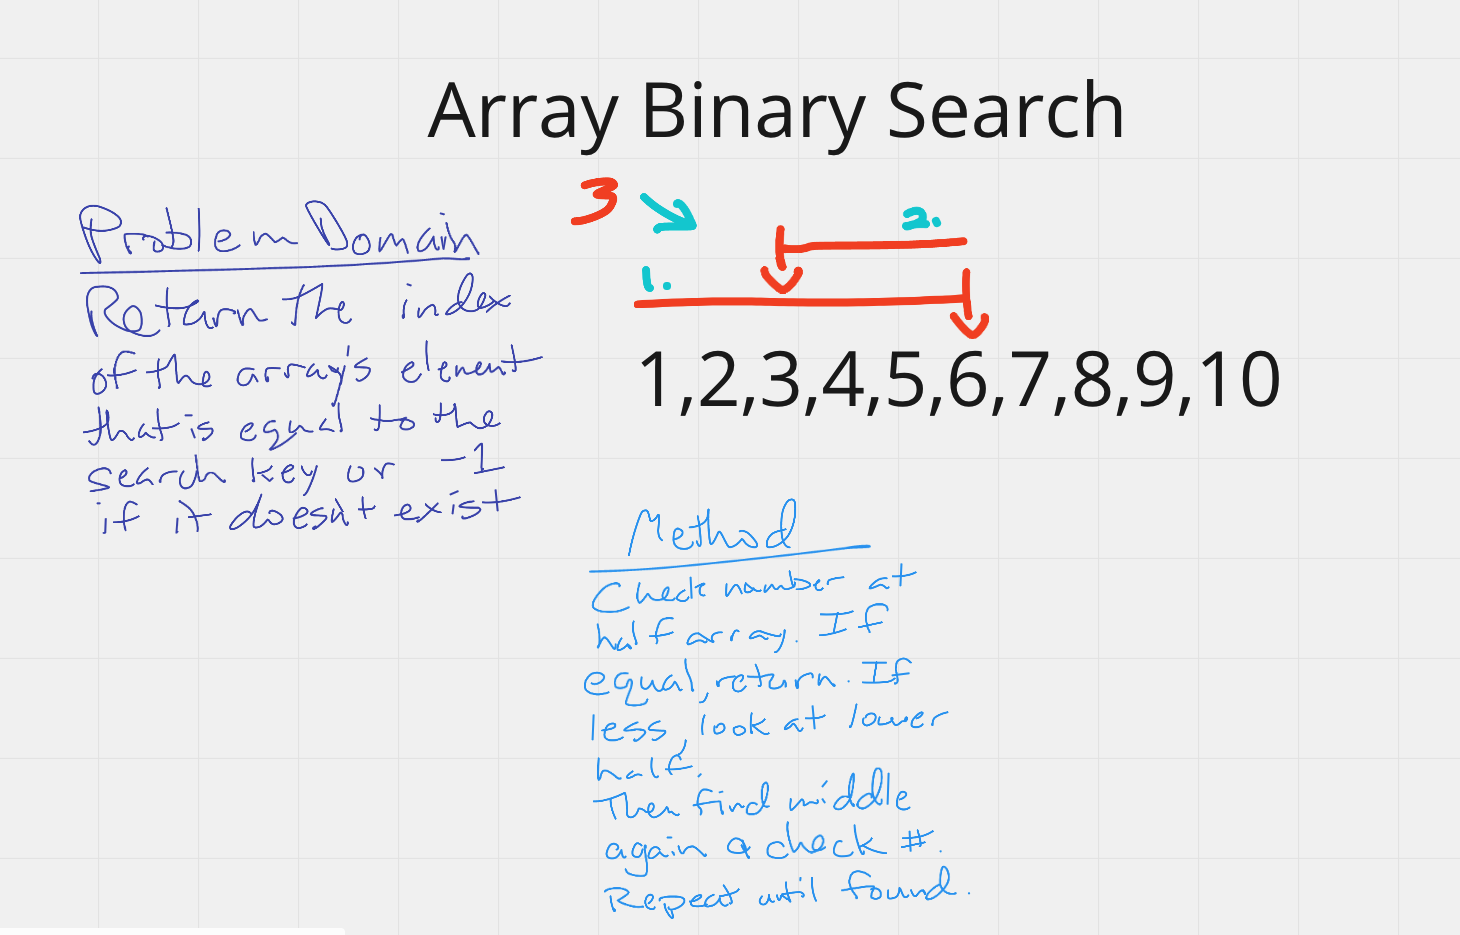 Array Binary Search
Problem Domain
Return the index
of the array's element
that is equal to the
search key or -1
if it doesn't exist
3
2.
1.
1,2,3,4,5,6,7,8,9,10
Method
Check number at
half array. If
equal, return. If
less, look at lower
half.
Then find middle
again & check #.
Repeat until found.